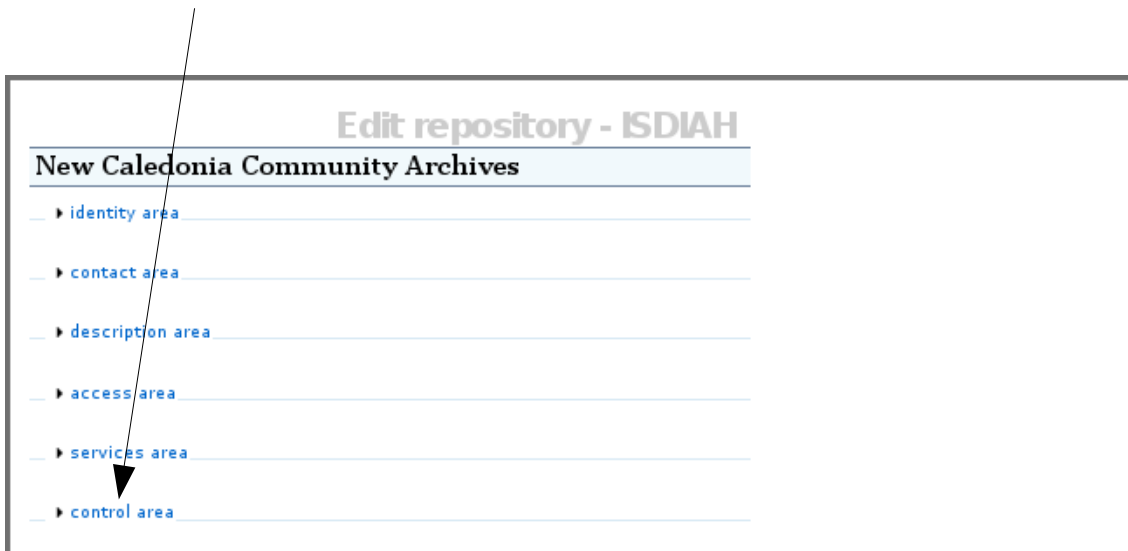 Edit repository - ISDIAH
New Caledonia Community Archives
identity area
contact area
description area
access area
services area
control area